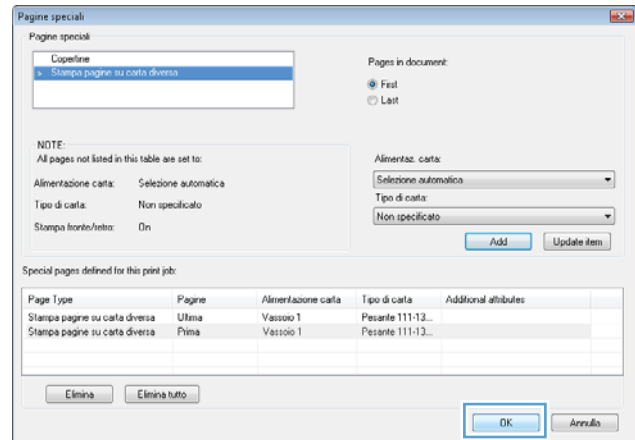 Pagine speciali
Pagine speciali
Copertine
Stampa pagine su carta diversa
Pages in document:
First
Last
NOTE:
All pages not listed in this table are set to:
Alimentazione carta: Selezione automatica
Tipo di carta: Non specificato
Stampa fronte/retro: On
Alimentaz. carta:
Selezione automatica
Tipo di carta:
Non specificato
Add Update item
Special pages defined for this print job:
Page Type Pagine Alimentazione carta Tipo di carta Additional attributes
Stampa pagine su carta diversa Ultima Vassoio 1 Pesante 111-13...
Stampa pagine su carta diversa Prima Vassoio 1 Pesante 111-13...
Elimina Elimina tutto
OK Annulla